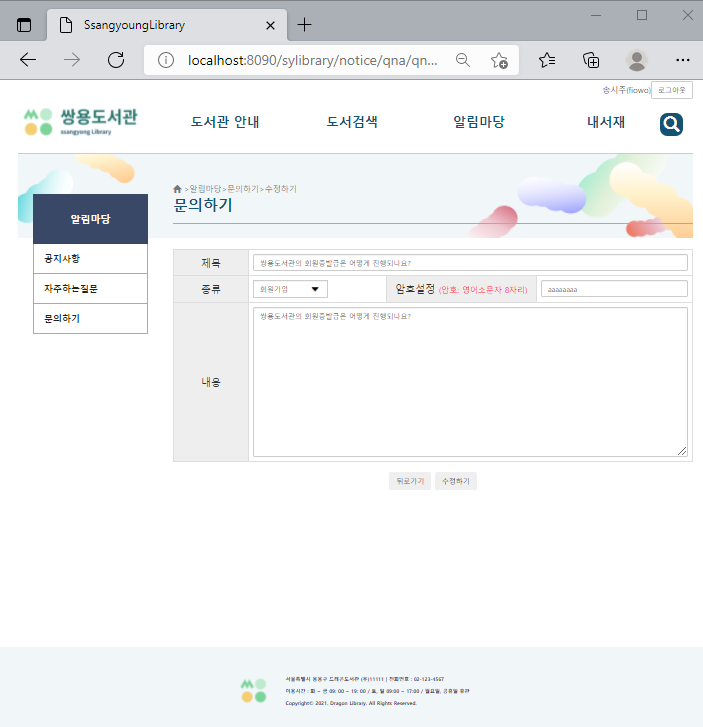 SsangyoungLibrary
localhost:8090/sylibrary/notice/qna/qn...
송시주(fiowo) 로그아웃
쌍용도서관
ssangyong Library
도서관 안내 도서검색 알림마당 내서재
알림마당
공지사항
자주하는질문
문의하기
>알림마당>문의하기>수정하기
문의하기
제목 쌍용도서관의 회원증발급은 어떻게 진행되나요?
종류 회원가입 암호설정 (암호: 영어소문자 8자리) aaaaaaaa
내용 쌍용도서관의 회원증발급은 어떻게 진행되나요?
뒤로가기 수정하기
서울특별시 용용구 드래곤도서관 (우)11111 | 전화번호 : 02-123-4567
이용시간 : 화 ~ 금 09: 00 ~ 19: 00 / 토, 일 09:00 ~ 17:00 / 월요일, 공휴일 휴관
Copyright© 2021. Dragon Library. All Rights Reserved.